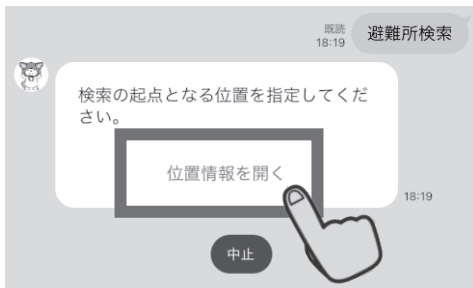 既読
18:19
避難所検索
検索の起点となる位置を指定してくだ
さい。
位置情報を開く
18:19
中止